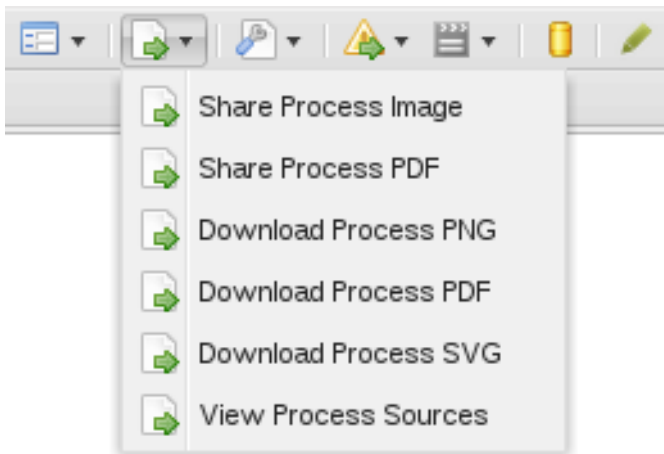 Share Process Image
Share Process PDF
Download Process PNG
Download Process PDF
Download Process SVG
View Process Sources